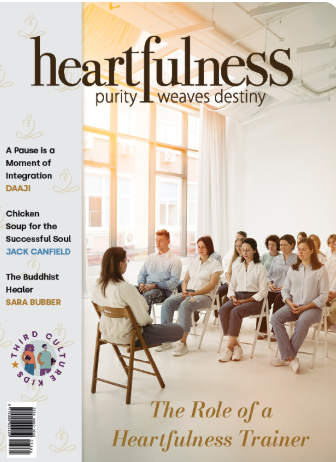 heartfulness
purity weaves destiny
A Pause is a
Moment of
Integration
DAAJI
Chicken
Soup for the
Successful Soul
JACK CANFIELD
The Buddhist
Healer
SARA BUBBER
THIRD CULTURE KIDS
The Role of a
Heartfulness Trainer